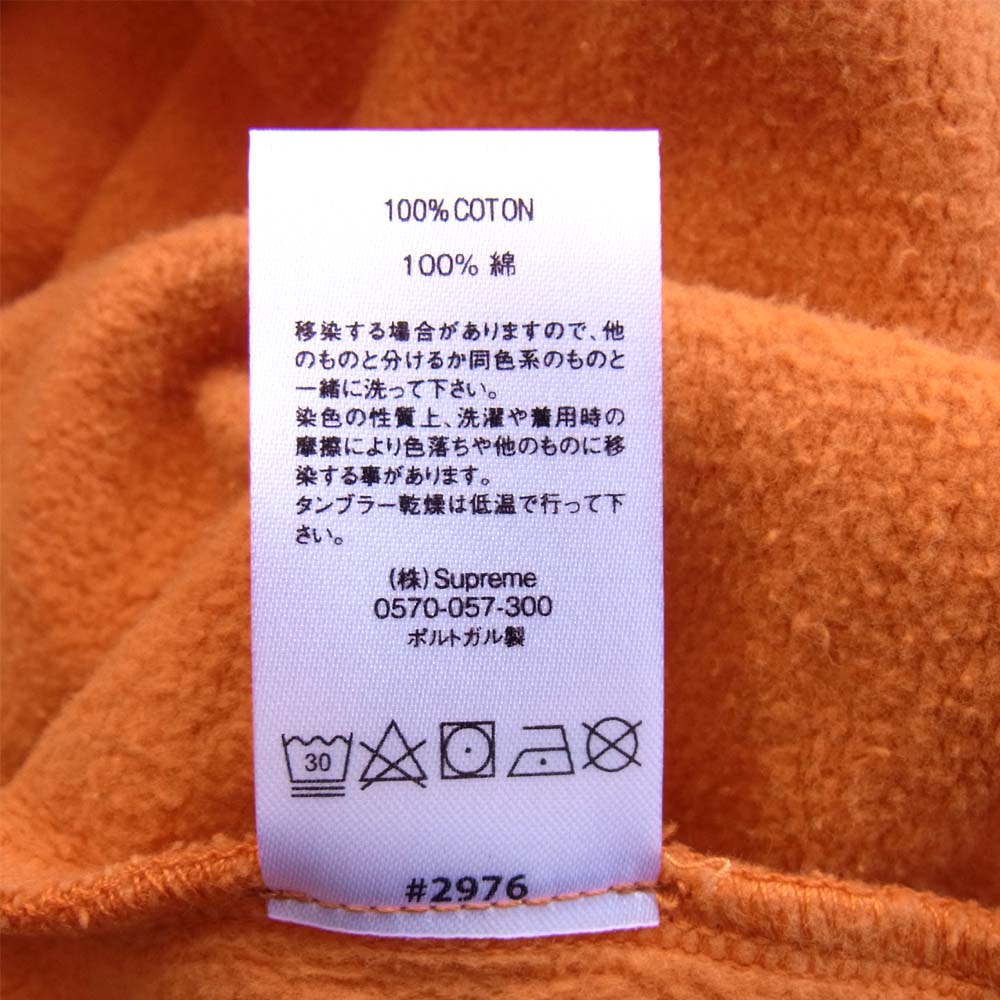 100% COTON
100% 綿
移染する場合がありますので、他
のものと分けるか同色系のものと
一緒に洗って下さい。
染色の性質上、洗濯や着用時の
摩擦により色落ちや他のものに移
染する事があります。
タンブラー乾燥は低温で行って下
さい。
(株)Supreme
0570-057-300
ポルトガル製
30
#2976